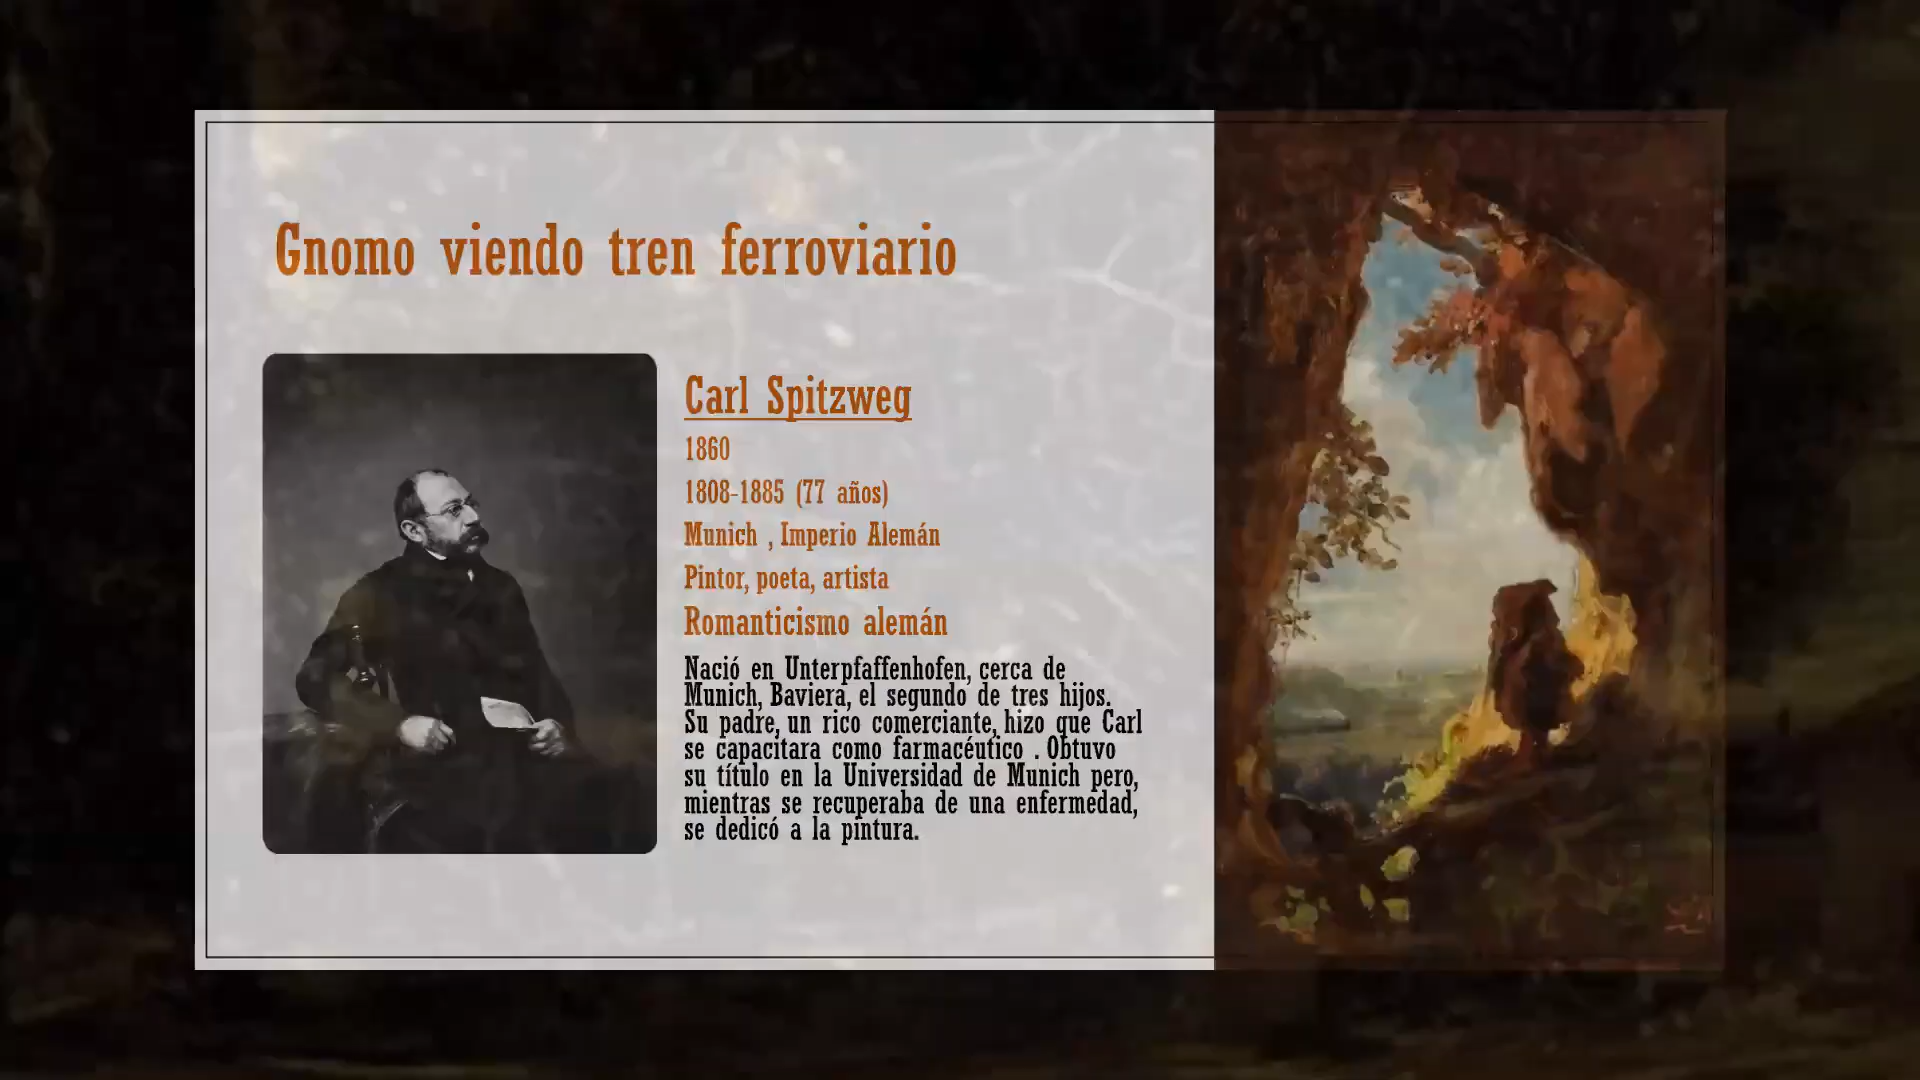 Gnomo viendo tren ferroviario
Carl Spitzweg
1860
1808-1885 (77 años)
Munich , Imperio Alemán
Pintor, poeta, artista
Romanticismo alemán
Nació en Unterpfaffenhofen, cerca de
Munich, Baviera, el segundo de tres hijos.
Su padre, un rico comerciante, hizo que Carl
se capacitara como farmacéutico . Obtuvo
su título en la Universidad de Munich pero,
mientras se recuperaba de una enfermedad,
se dedicó a la pintura.